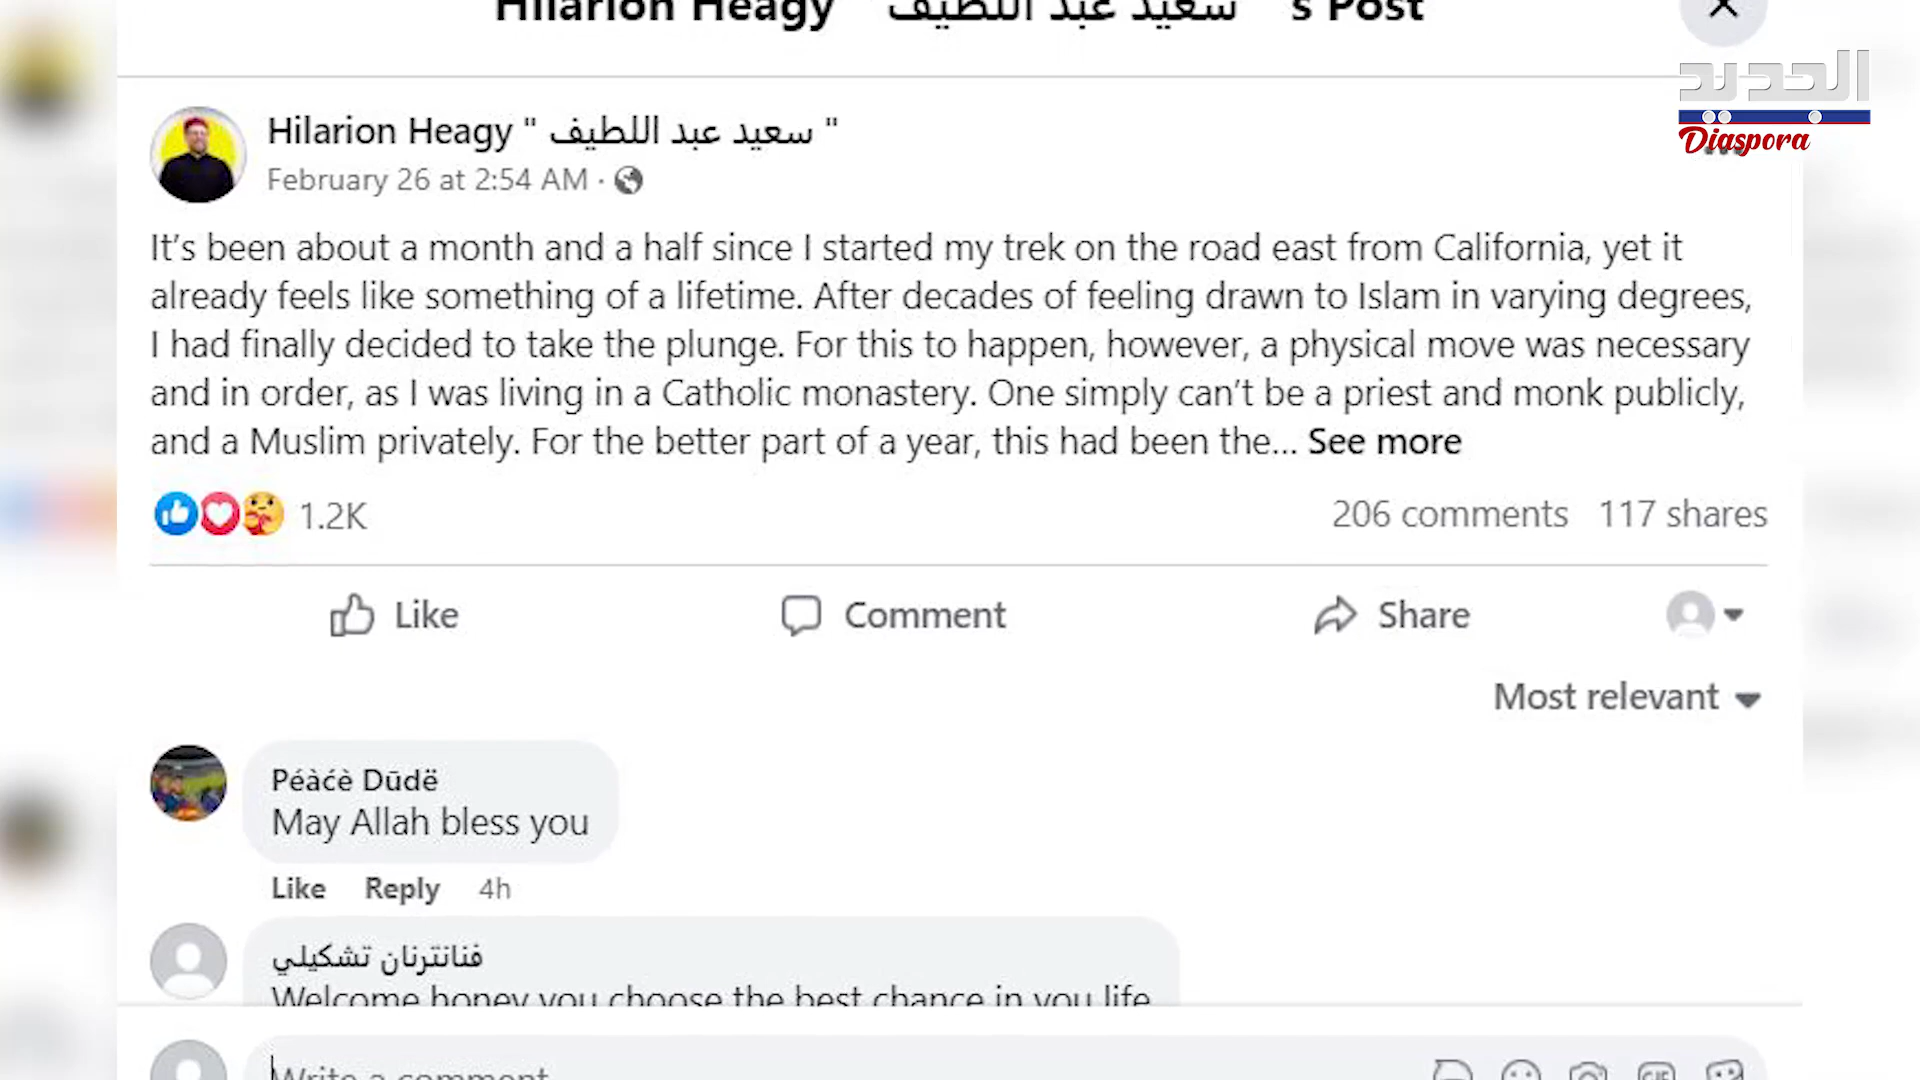 Hilarion Heagy " سعيد عبد اللطيف " 's Post
الجديد
Diaspora
Hilarion Heagy " سعيد عبد اللطيف "
February 26 at 2:54 AM ·
It's been about a month and a half since I started my trek on the road east from California, yet it
already feels like something of a lifetime. After decades of feeling drawn to Islam in varying degrees,
I had finally decided to take the plunge. For this to happen, however, a physical move was necessary
and in order, as I was living in a Catholic monastery. One simply can't be a priest and monk publicly,
and a Muslim privately. For the better part of a year, this had been the... See more
1.2K
206 comments 117 shares
Like Comment Share
Most relevant
Péàćè Dūdë
May Allah bless you
Like Reply 4h
فنانتزنان تشكيلي
Welcome honey you choose the best chance in you life
Write a comment
GIF